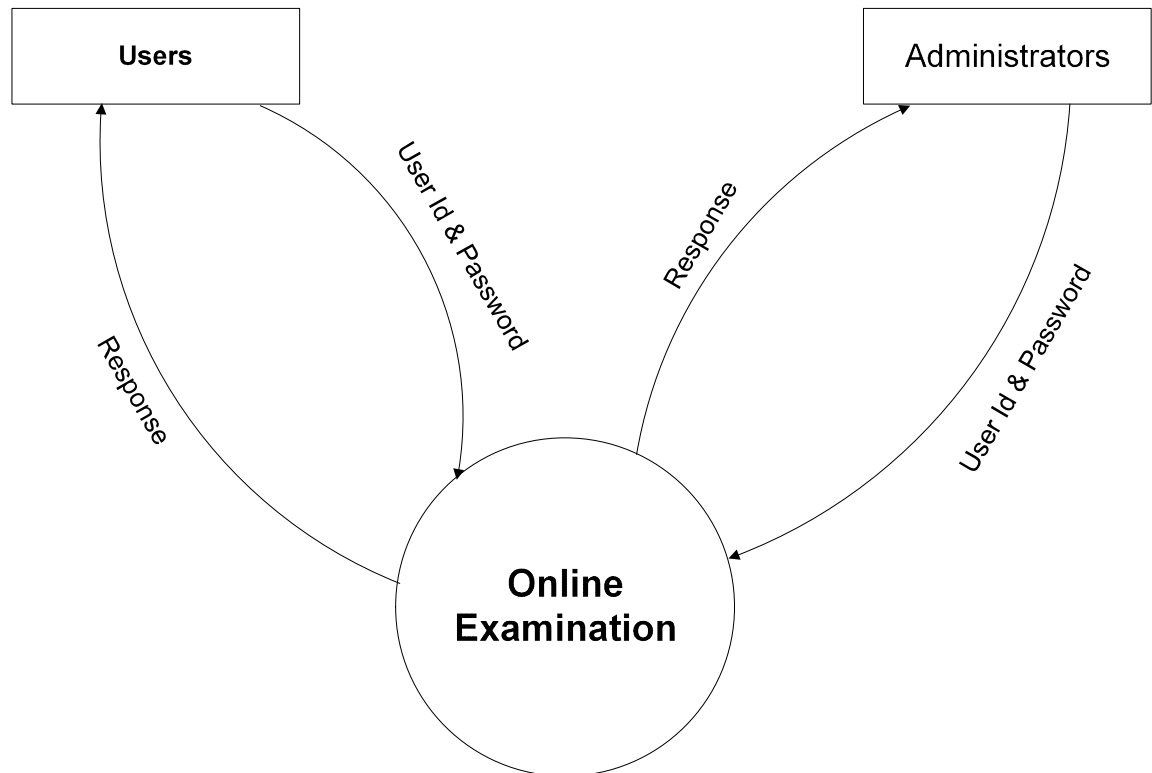 Users
Administrators
User Id & Password
Response
Response
User Id & Password
Online
Examination